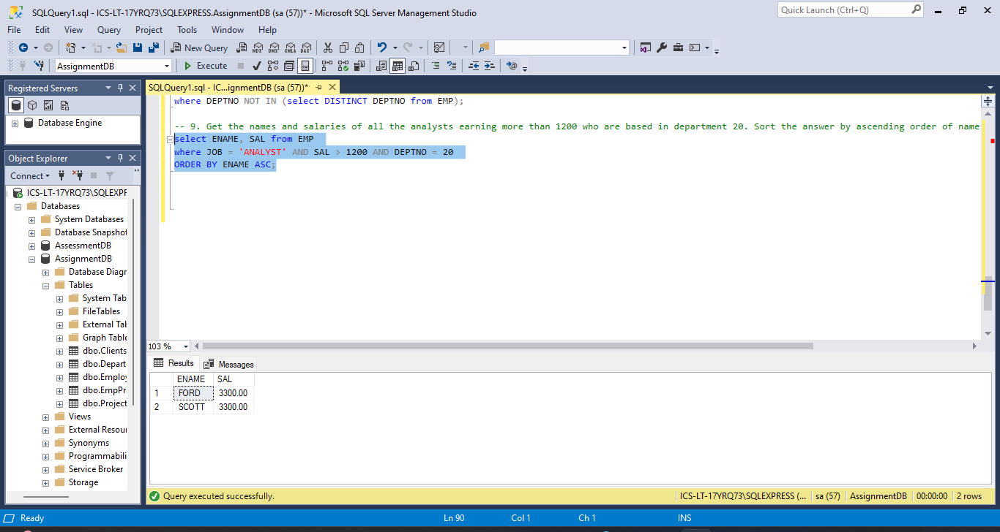 SQLQuery1.sql - ICS-LT-17YRQ73\SQLEXPRESS.AssignmentDB (sa (57))* - Microsoft SQL Server Management Studio
Quick Launch (Ctrl+Q)
File Edit View Query Project Tools Window Help
New Query MDX DMX XMLA DAX
AssignmentDB Execute
Registered Servers
Database Engine
Object Explorer
Connect
ICS-LT-17YRQ73\SQLEXPF
Databases
System Databases
Database Snapshot
AssessmentDB
AssignmentDB
Database Diagr
Tables
System Tab
FileTables
External Tab
Graph Table
dbo.Clients
dbo.Depart
dbo.Employ
dbo.EmpPr
dbo.Project
Views
External Resour
Synonyms
Programmabili
Service Broker
Storage
SQLQuery1.sql - IC...ignmentDB (sa (57))*
where DEPTNO NOT IN (select DISTINCT DEPTNO from EMP);
-- 9. Get the names and salaries of all the analysts earning more than 1200 who are based in department 20. Sort the answer by ascending order of name
select ENAME, SAL from EMP
where JOB = 'ANALYST' AND SAL > 1200 AND DEPTNO = 20
ORDER BY ENAME ASC;
103 %
Results Messages
ENAME SAL
1 FORD 3300.00
2 SCOTT 3300.00
Query executed successfully.
ICS-LT-17YRQ73\SQLEXPRESS (... sa (57) AssignmentDB 00:00:00 2 rows
Ready Ln 90 Col 1 Ch 1 INS